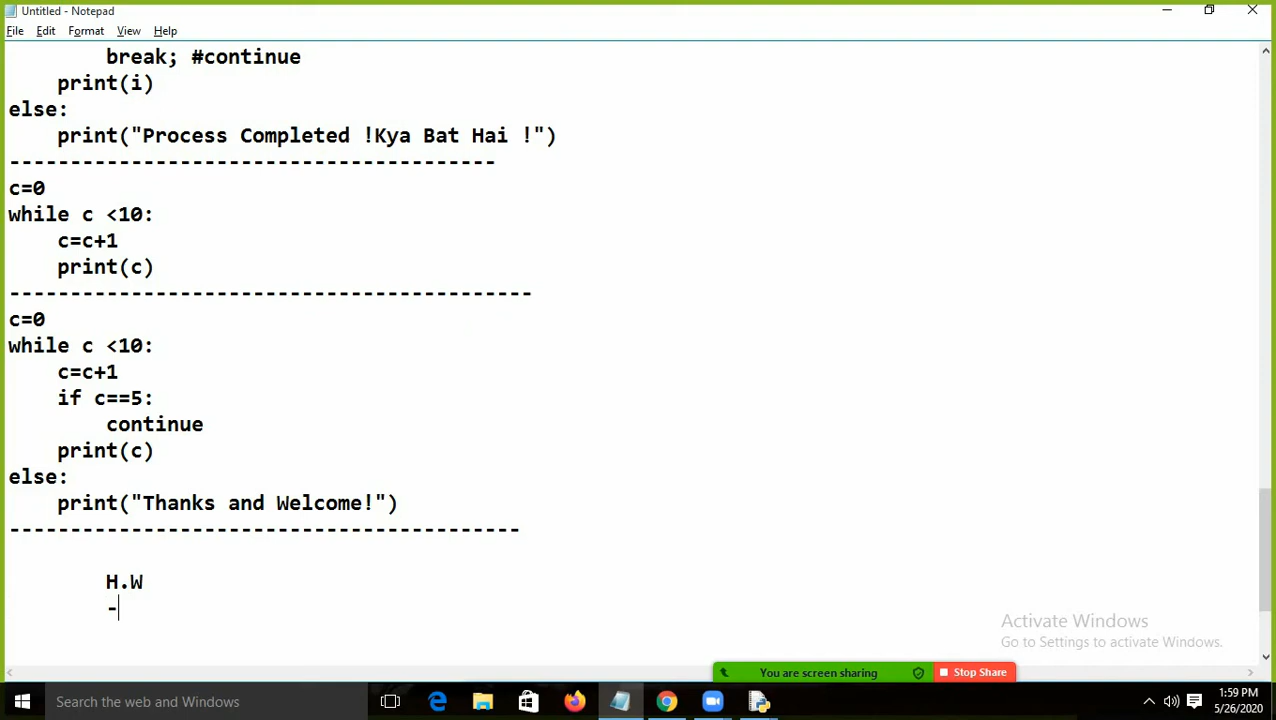 Untitled - Notepad
File Edit Format View Help
        break; #continue
    print(i)
else:
    print("Process Completed !Kya Bat Hai !")
----------------------------------------
c=0
while c <10:
    c=c+1
    print(c)
-------------------------------------------
c=0
while c <10:
    c=c+1
    if c==5:
        continue
    print(c)
else:
    print("Thanks and Welcome!")
------------------------------------------
        H.W
        -
Activate Windows
Go to Settings to activate Windows.
You are screen sharing Stop Share
Search the web and Windows
1:59 PM
5/26/2020